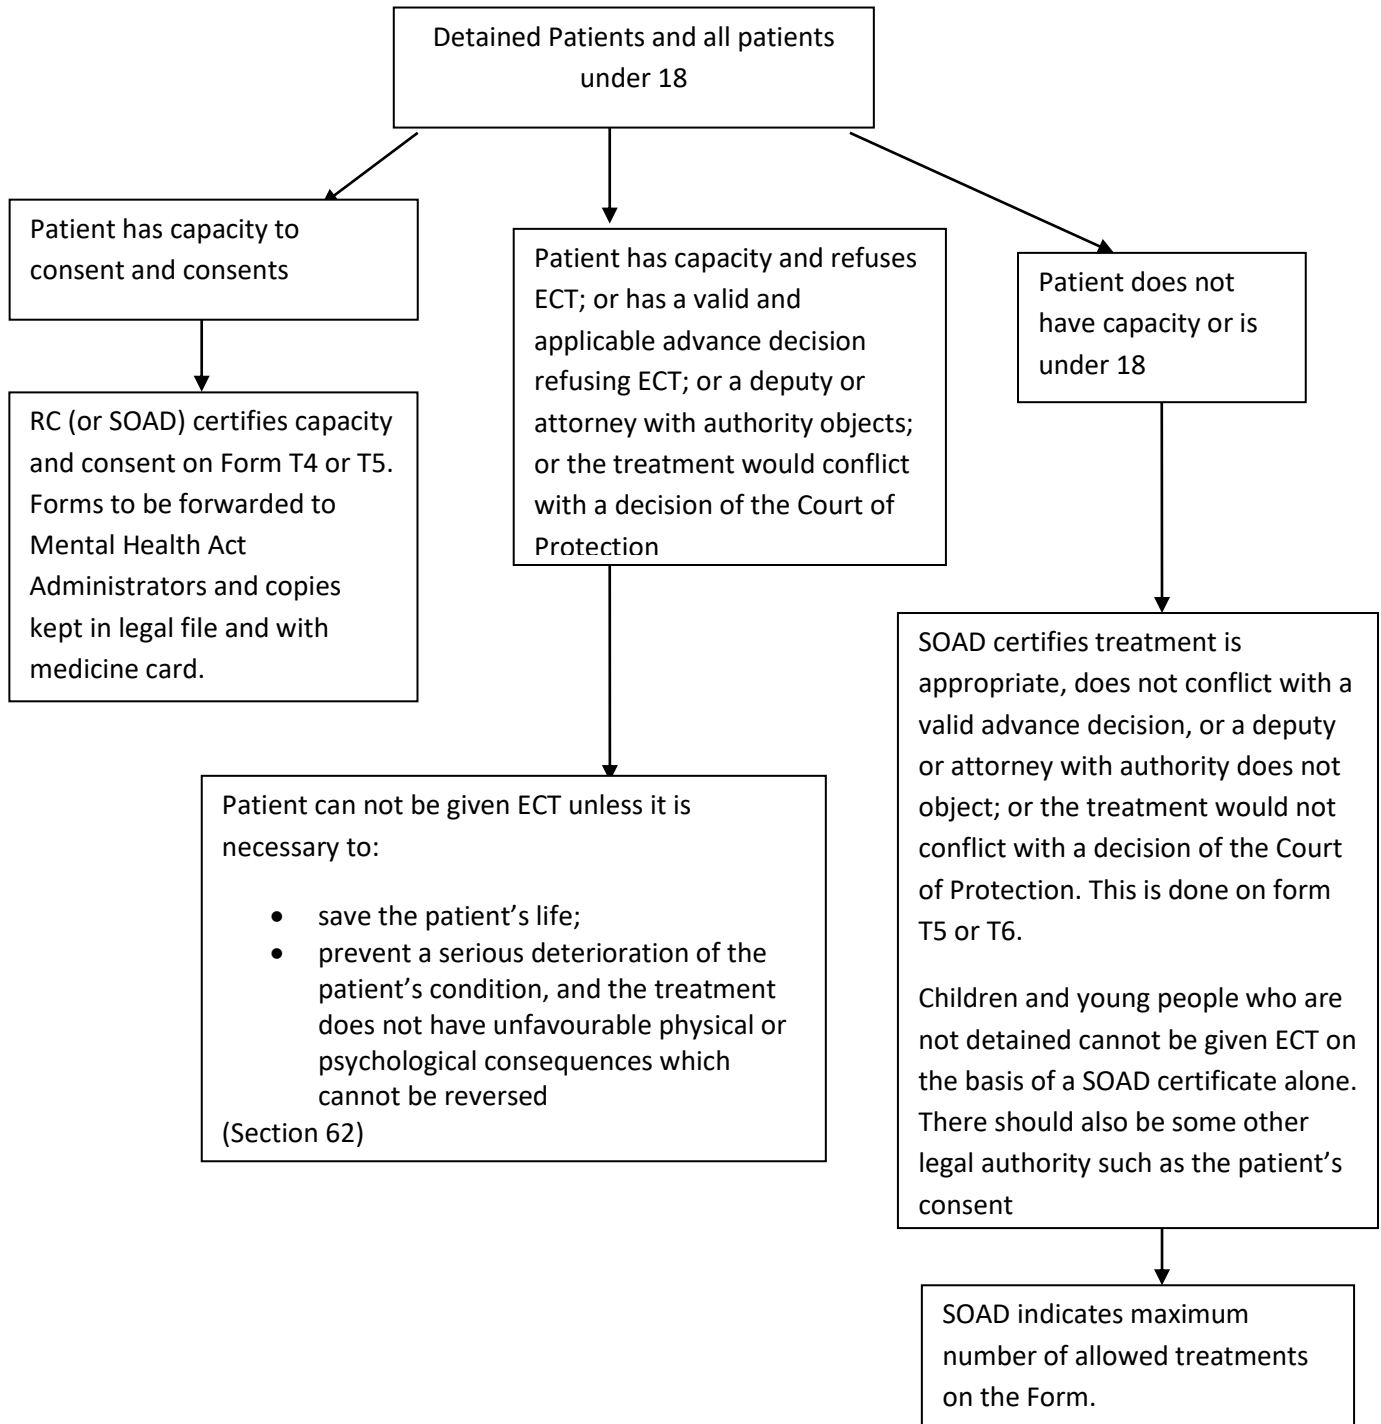 Detained Patients and all patients
under 18
Patient has capacity to
consent and consents
RC (or SOAD) certifies capacity
and consent on Form T4 or T5.
Forms to be forwarded to
Mental Health Act
Administrators and copies
kept in legal file and with
medicine card.
Patient has capacity and refuses
ECT; or has a valid and
applicable advance decision
refusing ECT; or a deputy or
attorney with authority objects;
or the treatment would conflict
with a decision of the Court of
Protection
Patient can not be given ECT unless it is
necessary to:
• save the patient’s life;
• prevent a serious deterioration of the
patient’s condition, and the treatment
does not have unfavourable physical or
psychological consequences which
cannot be reversed
(Section 62)
Patient does not
have capacity or is
under 18
SOAD certifies treatment is
appropriate, does not conflict with a
valid advance decision, or a deputy
or attorney with authority does not
object; or the treatment would not
conflict with a decision of the Court
of Protection. This is done on form
T5 or T6.
Children and young people who are
not detained cannot be given ECT on
the basis of a SOAD certificate alone.
There should also be some other
legal authority such as the patient’s
consent
SOAD indicates maximum
number of allowed treatments
on the Form.